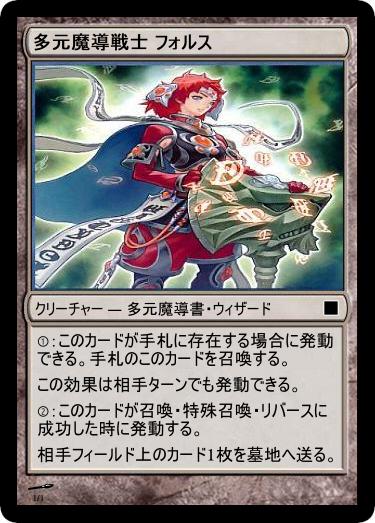 多元魔導戦士 フォルス
クリーチャー — 多元魔導書・ウィザード
①:このカードが手札に存在する場合に発動
できる。手札のこのカードを召喚する。
この効果は相手ターンでも発動できる。
②:このカードが召喚・特殊召喚・リバースに
成功した時に発動する。
相手フィールド上のカード1枚を墓地へ送る。
1/1